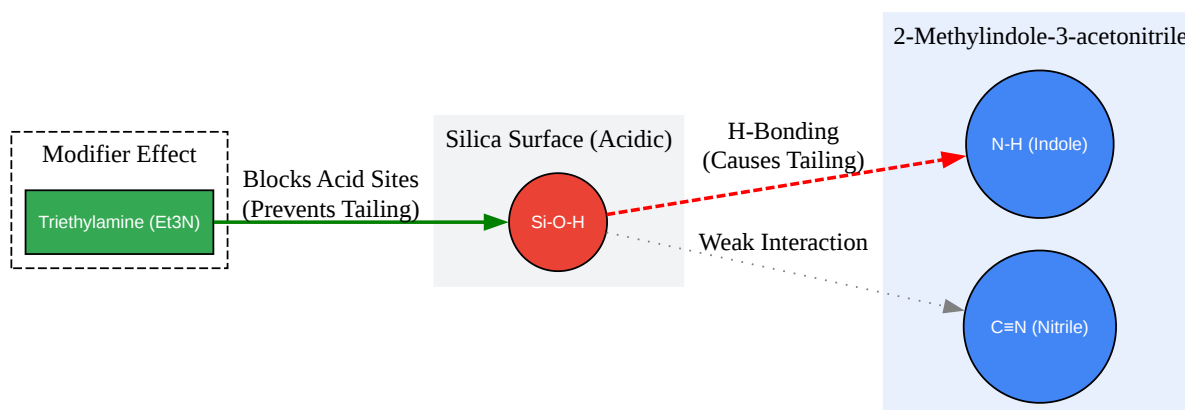 Modifier Effect
Triethylamine (Et3N)
Blocks Acid Sites
(Prevents Tailing)
Silica Surface (Acidic)
Si-O-H
H-Bonding
(Causes Tailing)
Weak Interaction
2-Methylindole-3-acetonitrile
N-H (Indole)
C≡N (Nitrile)